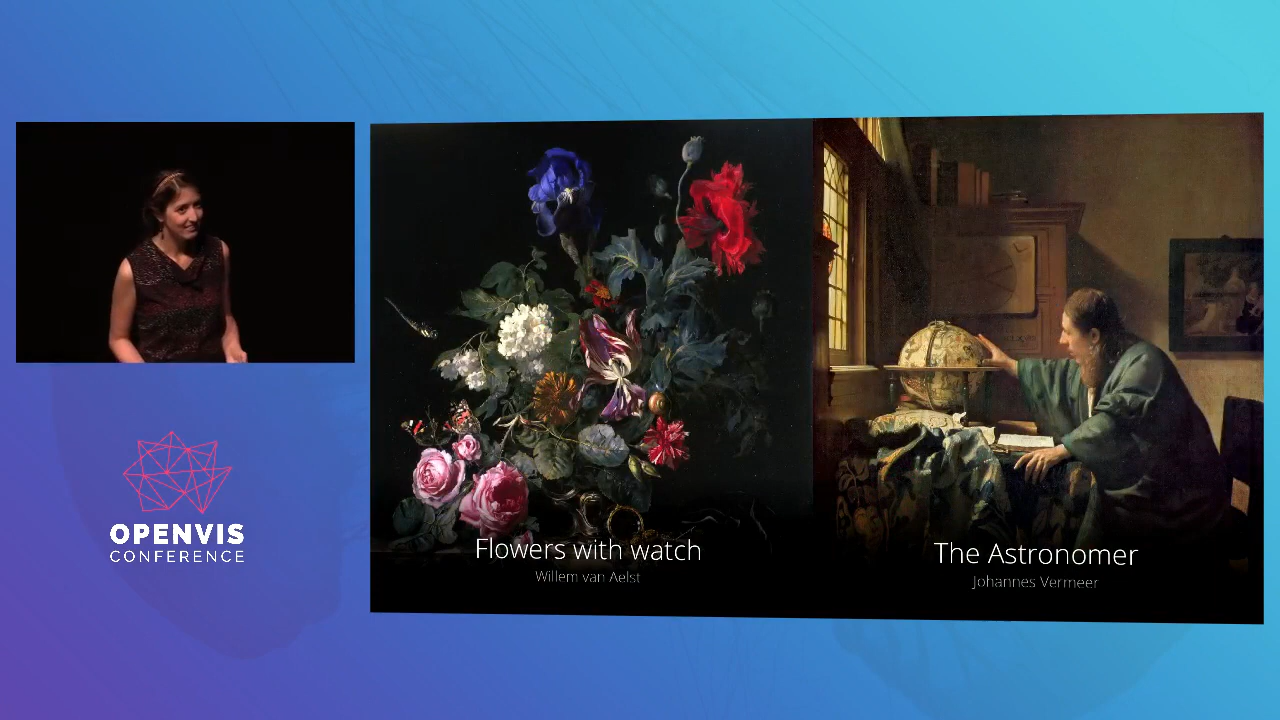 OPENVIS
CONFERENCE
Flowers with watch
Willem van Aelst
The Astronomer
Johannes Vermeer